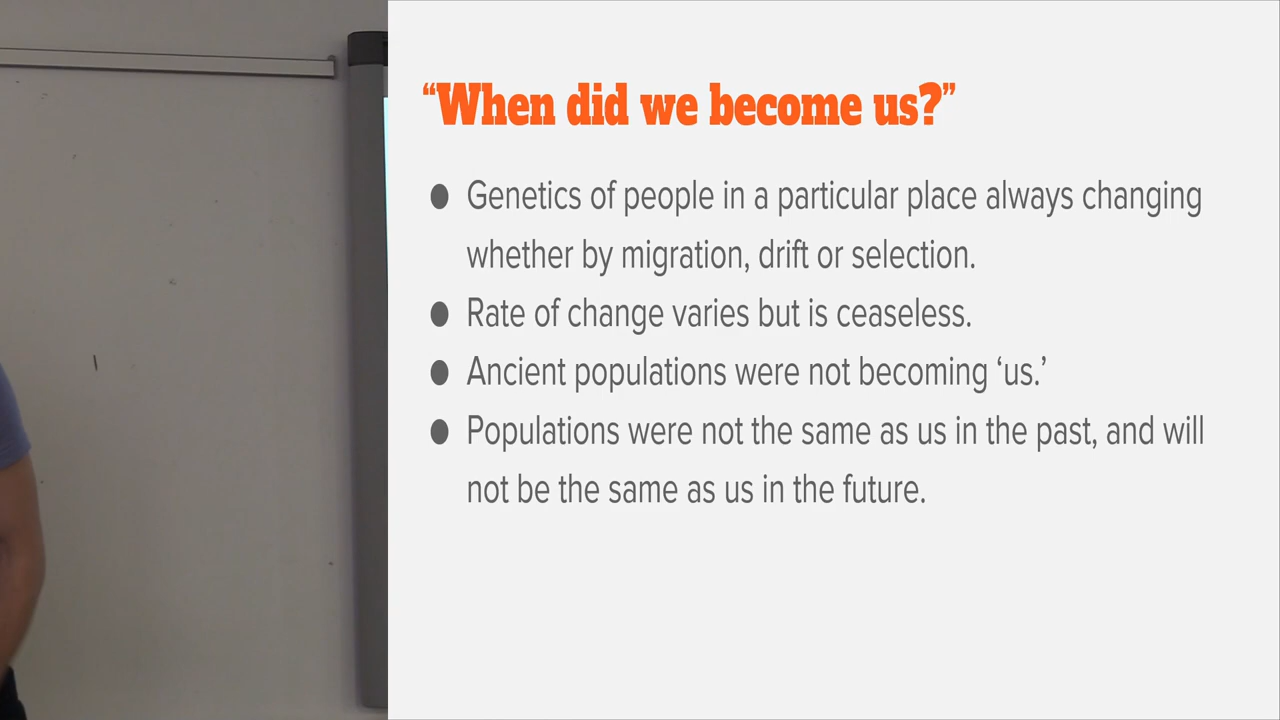 “When did we become us?”
● Genetics of people in a particular place always changing
whether by migration, drift or selection.
● Rate of change varies but is ceaseless.
● Ancient populations were not becoming ‘us.’
● Populations were not the same as us in the past, and will
not be the same as us in the future.